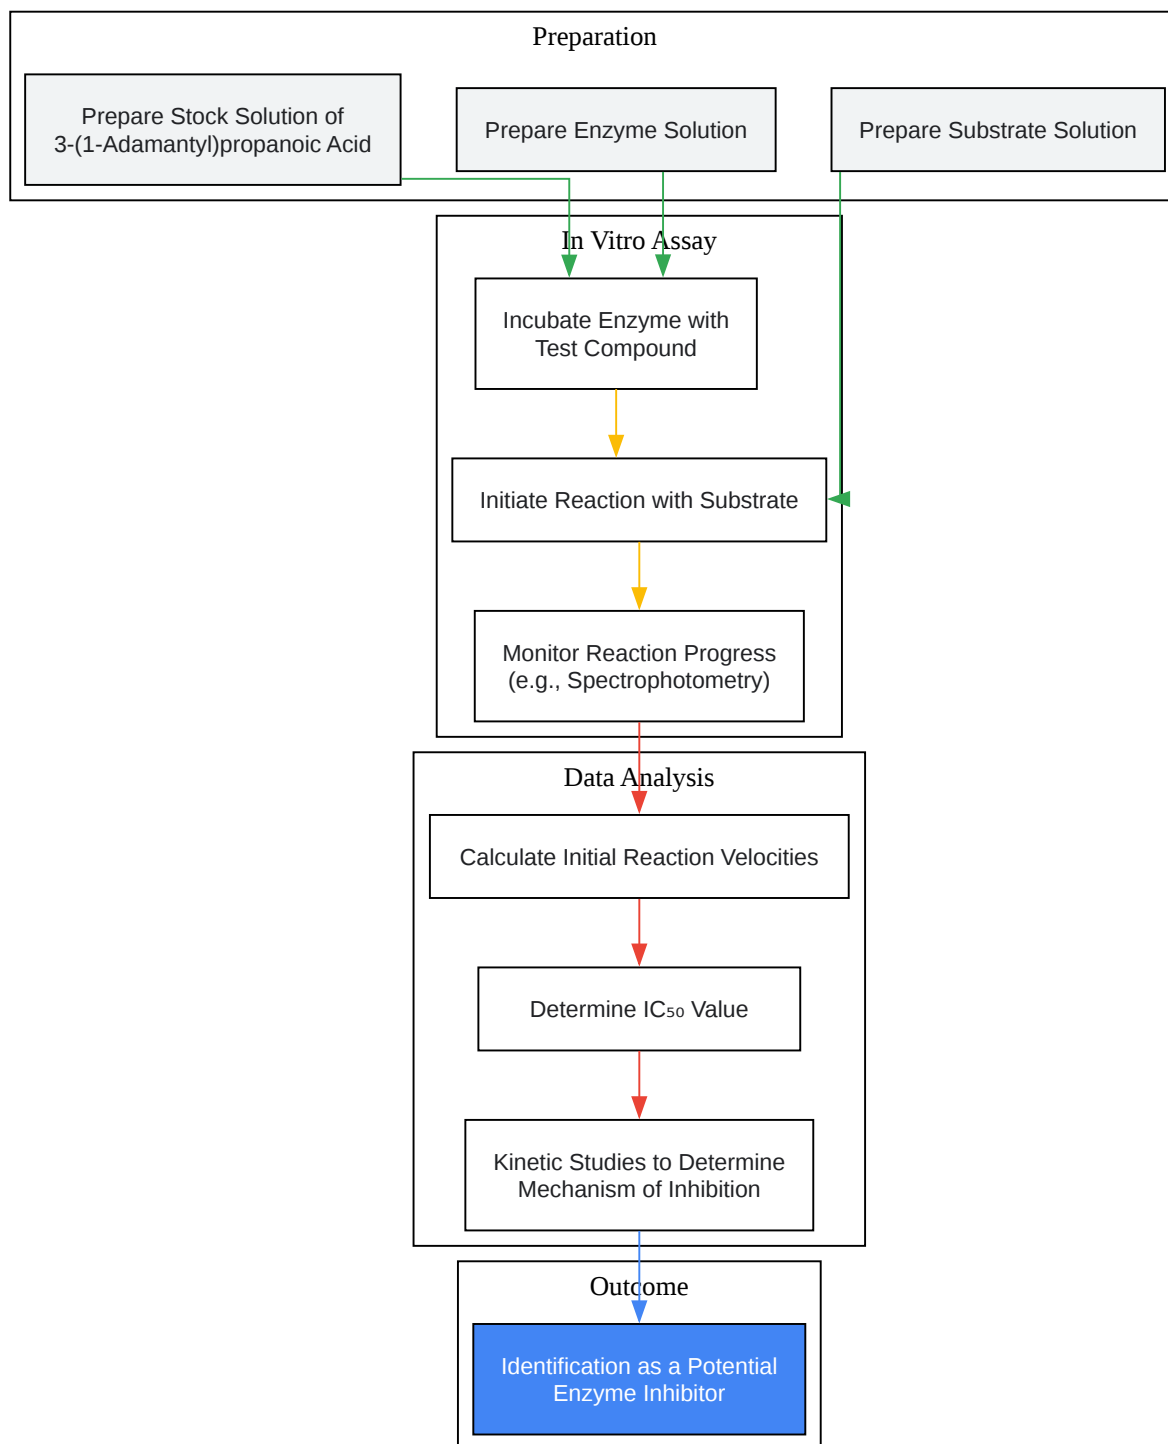 Preparation
Prepare Stock Solution of
3-(1-Adamantyl)propanoic Acid
Prepare Enzyme Solution
Prepare Substrate Solution
In Vitro Assay
Incubate Enzyme with
Test Compound
Initiate Reaction with Substrate
Monitor Reaction Progress
(e.g., Spectrophotometry)
Data Analysis
Calculate Initial Reaction Velocities
Determine IC₅₀ Value
Kinetic Studies to Determine
Mechanism of Inhibition
Outcome
Identification as a Potential
Enzyme Inhibitor